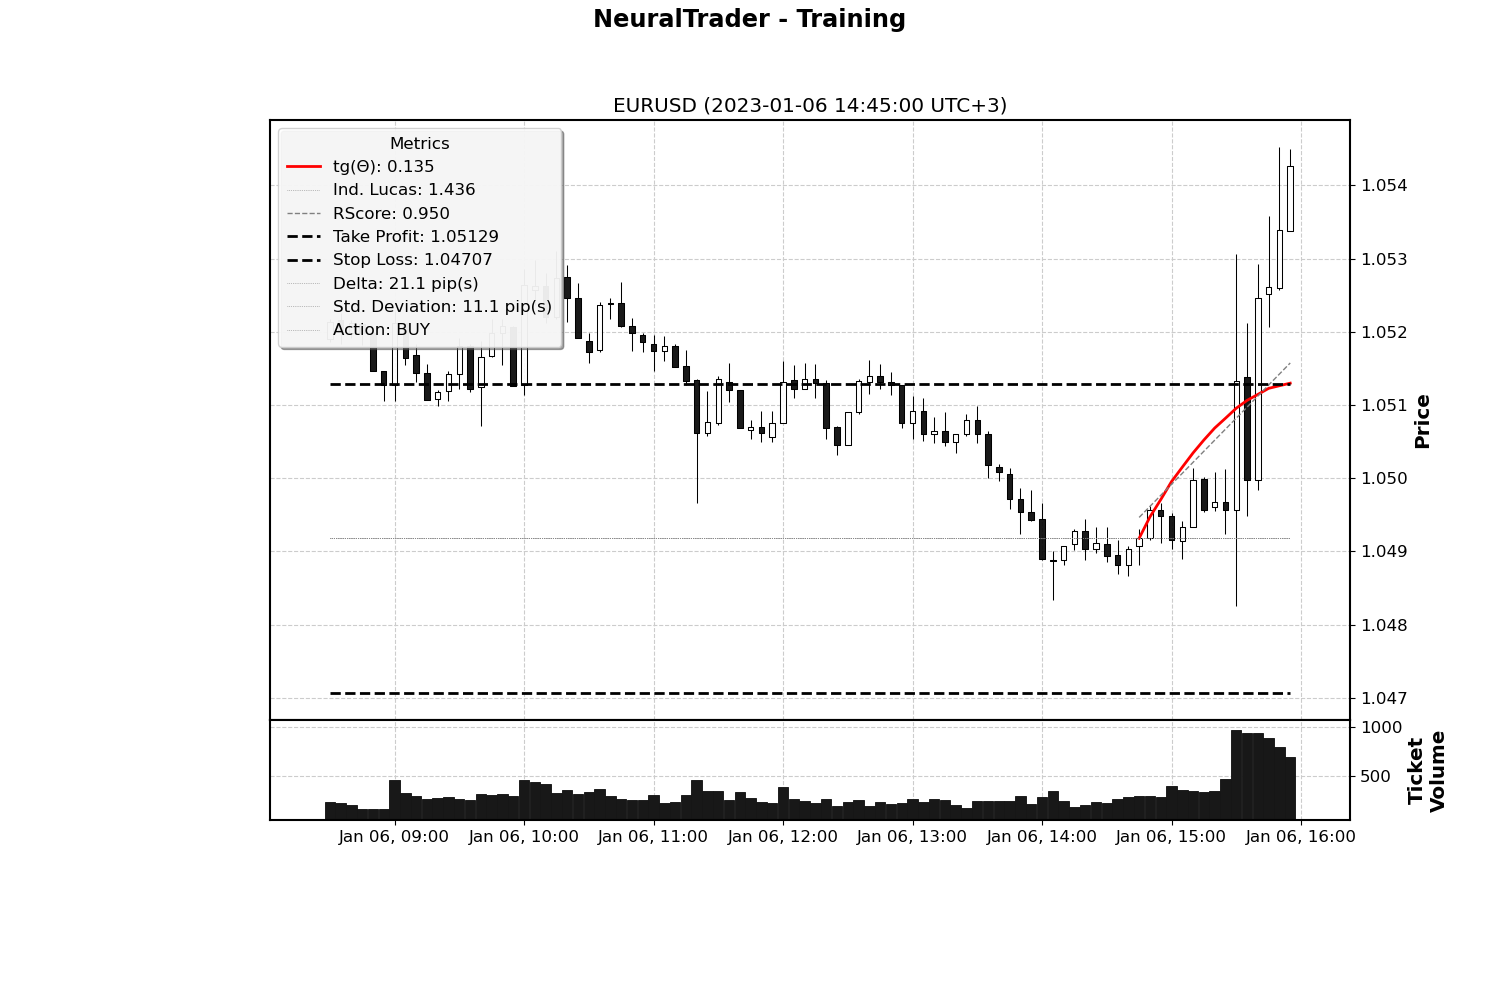 NeuralTrader - Training
EURUSD (2023-01-06 14:45:00 UTC+3)
Metrics
tg(Θ): 0.135
Ind. Lucas: 1.436
RScore: 0.950
Take Profit: 1.05129
Stop Loss: 1.04707
Delta: 21.1 pip(s)
Std. Deviation: 11.1 pip(s)
Action: BUY
1.054
1.053
1.052
1.051
1.050
1.049
1.048
1.047
Price
1000
500
Ticket
Volume
Jan 06, 09:00
Jan 06, 10:00
Jan 06, 11:00
Jan 06, 12:00
Jan 06, 13:00
Jan 06, 14:00
Jan 06, 15:00
Jan 06, 16:00